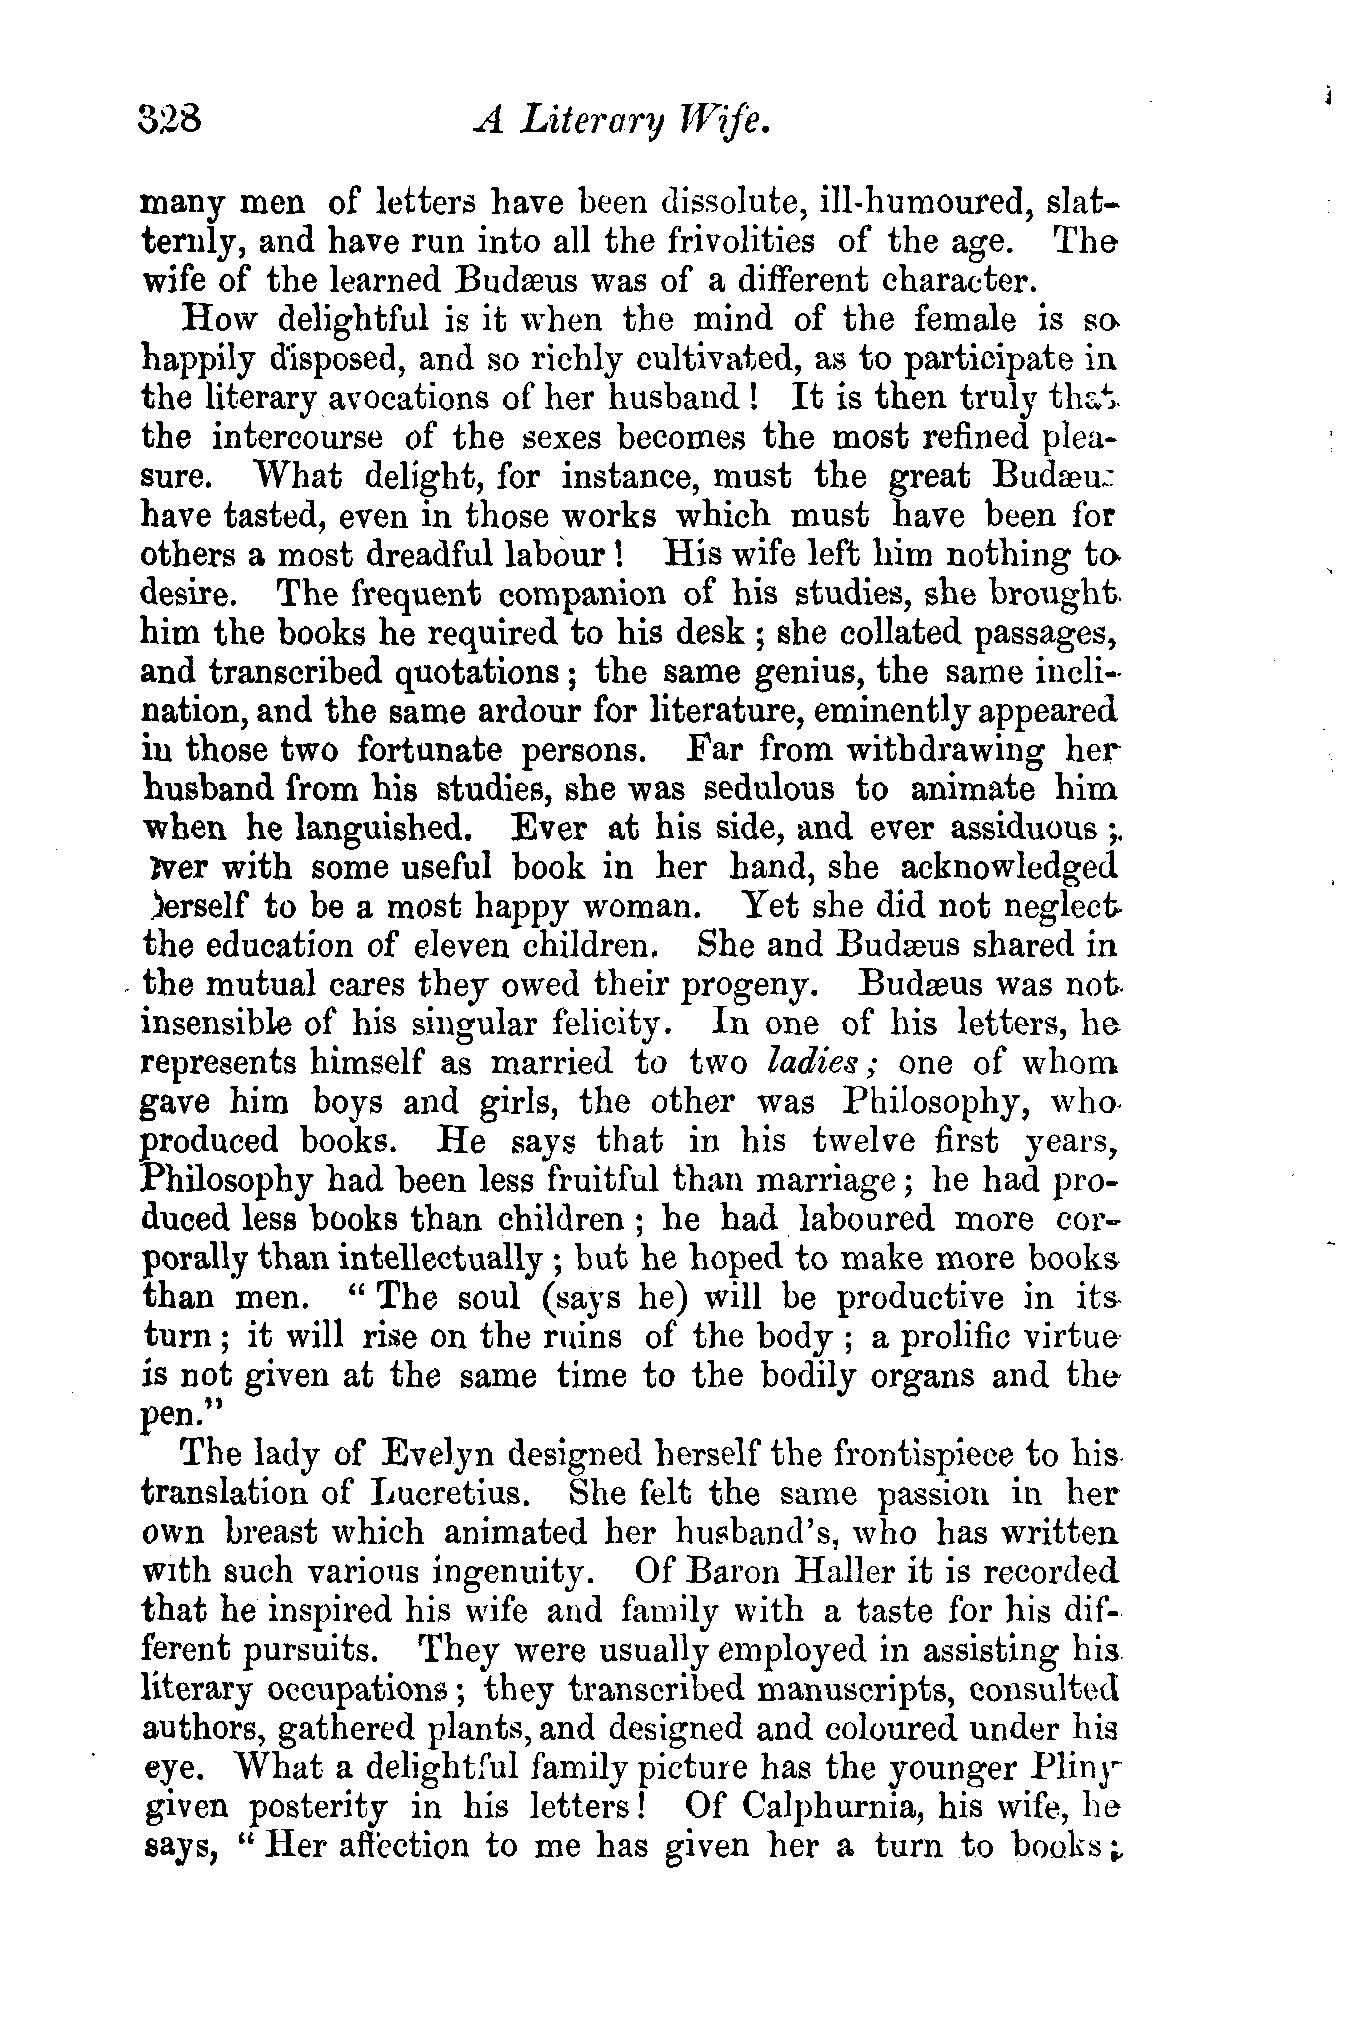 328 A Literary Wife.
many men of letters have been dissolute, ill-humoured, slat-
ternly, and have run into all the frivolities of the age. The
wife of the learned Budæus was of a different character.
How delightful is it when the mind of the female is so
happily disposed, and so richly cultivated, as to participate in
the literary avocations of her husband! It is then truly that
the intercourse of the sexes becomes the most refined plea-
sure. What delight, for instance, must the great Budæus
have tasted, even in those works which must have been for
others a most dreadful labour! His wife left him nothing to
desire. The frequent companion of his studies, she brought
him the books he required to his desk; she collated passages,
and transcribed quotations; the same genius, the same incli-
nation, and the same ardour for literature, eminently appeared
in those two fortunate persons. Far from withdrawing her
husband from his studies, she was sedulous to animate him
when he languished. Ever at his side, and ever assiduous;
ever with some useful book in her hand, she acknowledged
herself to be a most happy woman. Yet she did not neglect
the education of eleven children. She and Budæus shared in
the mutual cares they owed their progeny. Budæus was not
insensible of his singular felicity. In one of his letters, he
represents himself as married to two ladies; one of whom
gave him boys and girls, the other was Philosophy, who
produced books. He says that in his twelve first years,
Philosophy had been less fruitful than marriage; he had pro-
duced less books than children; he had laboured more cor-
porally than intellectually; but he hoped to make more books
than men. "The soul (says he) will be productive in its
turn; it will rise on the ruins of the body; a prolific virtue
is not given at the same time to the bodily organs and the
pen."
The lady of Evelyn designed herself the frontispiece to his
translation of Lucretius. She felt the same passion in her
own breast which animated her husband's, who has written
with such various ingenuity. Of Baron Haller it is recorded
that he inspired his wife and family with a taste for his dif-
ferent pursuits. They were usually employed in assisting his
literary occupations; they transcribed manuscripts, consulted
authors, gathered plants, and designed and coloured under his
eye. What a delightful family picture has the younger Pliny
given posterity in his letters! Of Calphurnia, his wife, he
says, "Her affection to me has given her a turn to books;